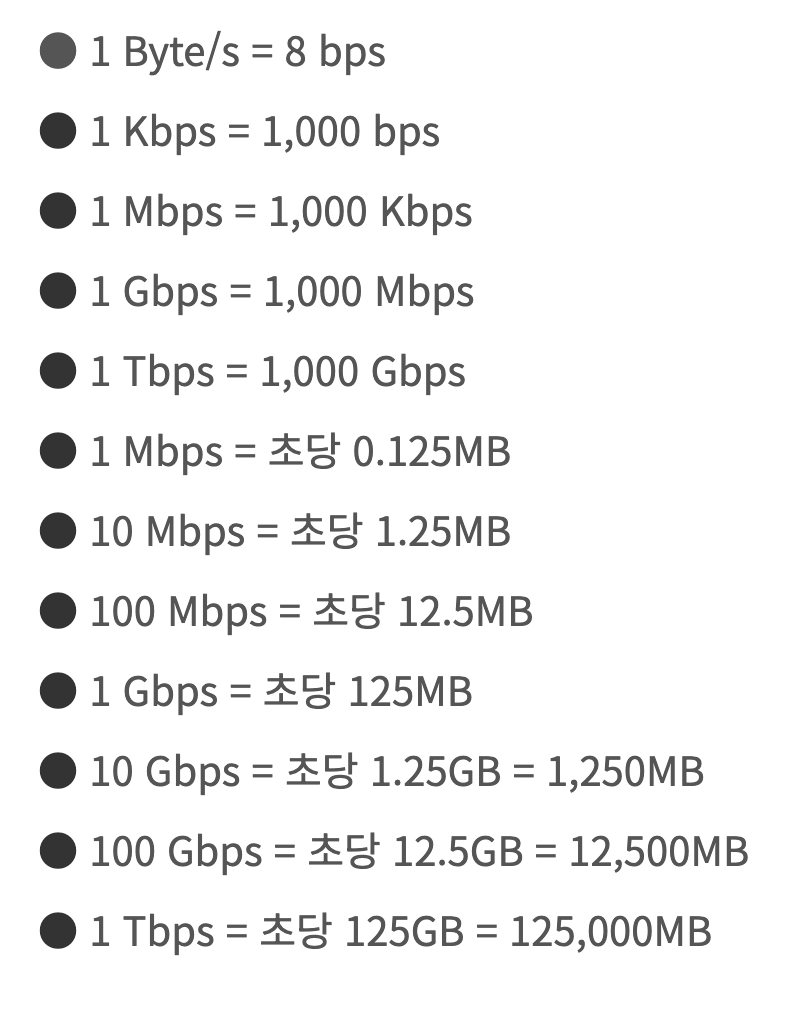 ● 1 Byte/s = 8 bps
● 1 Kbps = 1,000 bps
● 1 Mbps = 1,000 Kbps
● 1 Gbps = 1,000 Mbps
● 1 Tbps = 1,000 Gbps
● 1 Mbps = 초당 0.125MB
● 10 Mbps = 초당 1.25MB
● 100 Mbps = 초당 12.5MB
● 1 Gbps = 초당 125MB
● 10 Gbps = 초당 1.25GB = 1,250MB
● 100 Gbps = 초당 12.5GB = 12,500MB
● 1 Tbps = 초당 125GB = 125,000MB